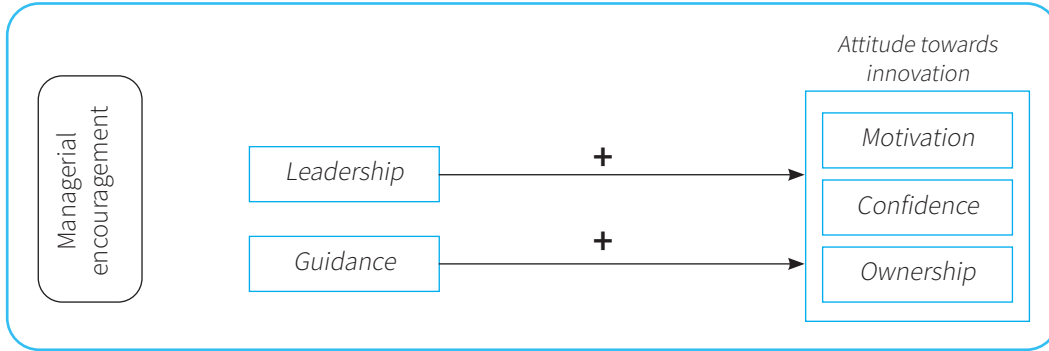 Managerial
encouragement
Leadership
+
Guidance
+
Attitude towards
innovation
Motivation
Confidence
Ownership